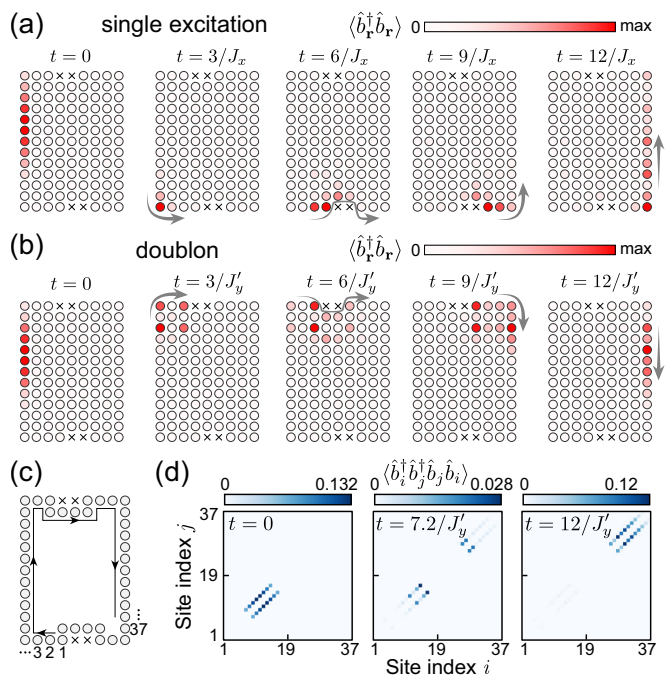 (a) single excitation ⟨b̂†_r b̂_r⟩ 0 max
t = 0 t = 3/J_x t = 6/J_x t = 9/J_x t = 12/J_x
×× ×× ×× ×× ××
×× ×× ×× ×× ××
(b) doublon ⟨b̂†_r b̂_r⟩ 0 max
t = 0 t = 3/J′_y t = 6/J′_y t = 9/J′_y t = 12/J′_y
×× ×× ×× ×× ××
×× ×× ×× ×× ××
(c) (d) ⟨b̂†_i b̂†_j b̂_j b̂_i⟩
0 0.132 0 0.028 0 0.12
××
37 t = 0 t = 7.2/J′_y t = 12/J′_y
Site index j
19
... 37
××
... 3 2 1
1
1 19 37 1 19 37 1 19 37
Site index i